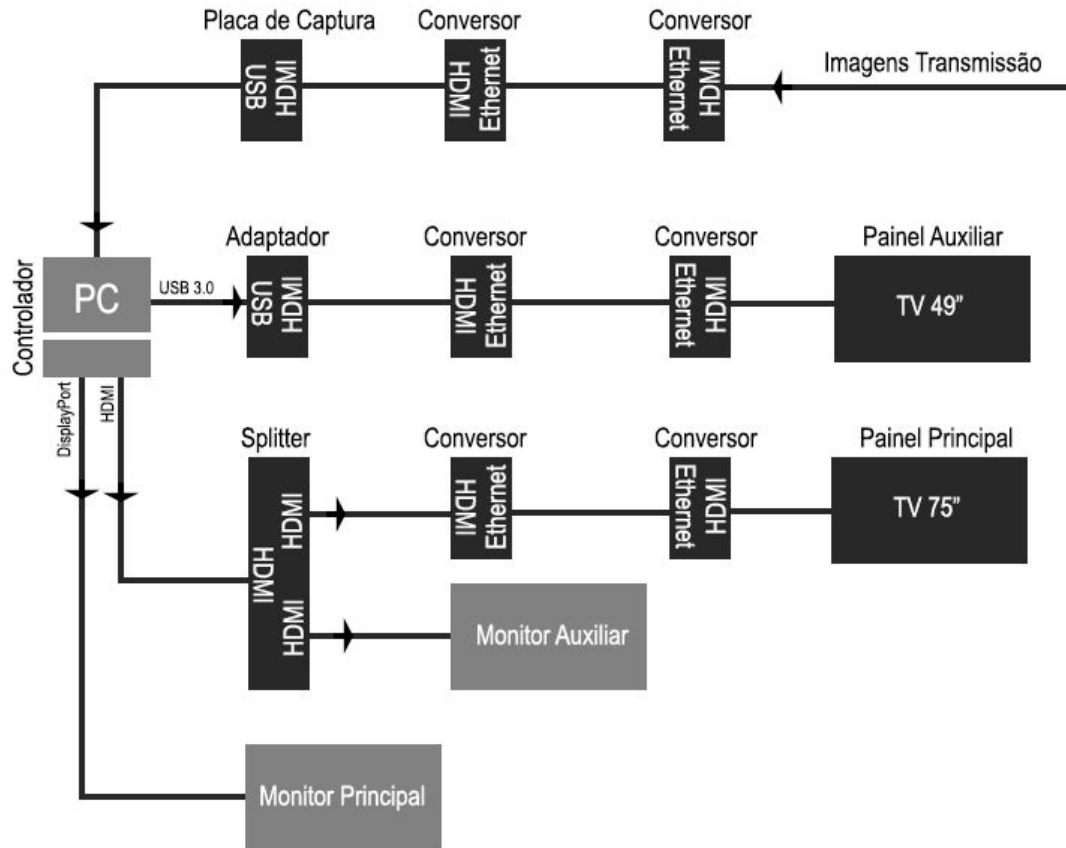 Placa de Captura
Conversor
Conversor
Imagens Transmissão
USB
HDMI
HDMI
Ethernet
Ethernet
HDMI
Controlador
PC
USB 3.0
Adaptador
Conversor
Conversor
Painel Auxiliar
USB
HDMI
HDMI
Ethernet
Ethernet
HDMI
TV 49”
DisplayPort
HDMI
Splitter
Conversor
Conversor
Painel Principal
HDMI
HDMI
HDMI
HDMI
Ethernet
Ethernet
HDMI
TV 75”
Monitor Auxiliar
Monitor Principal